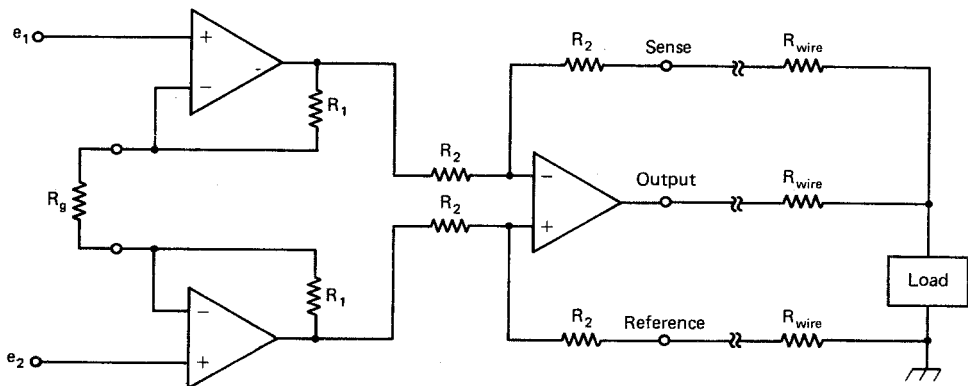 e1
+
-
R1
Rg
R2
R2
R2
Sense
Rwire
-
+
Output
Rwire
R1
-
+
e2
R2
Reference
Rwire
Load